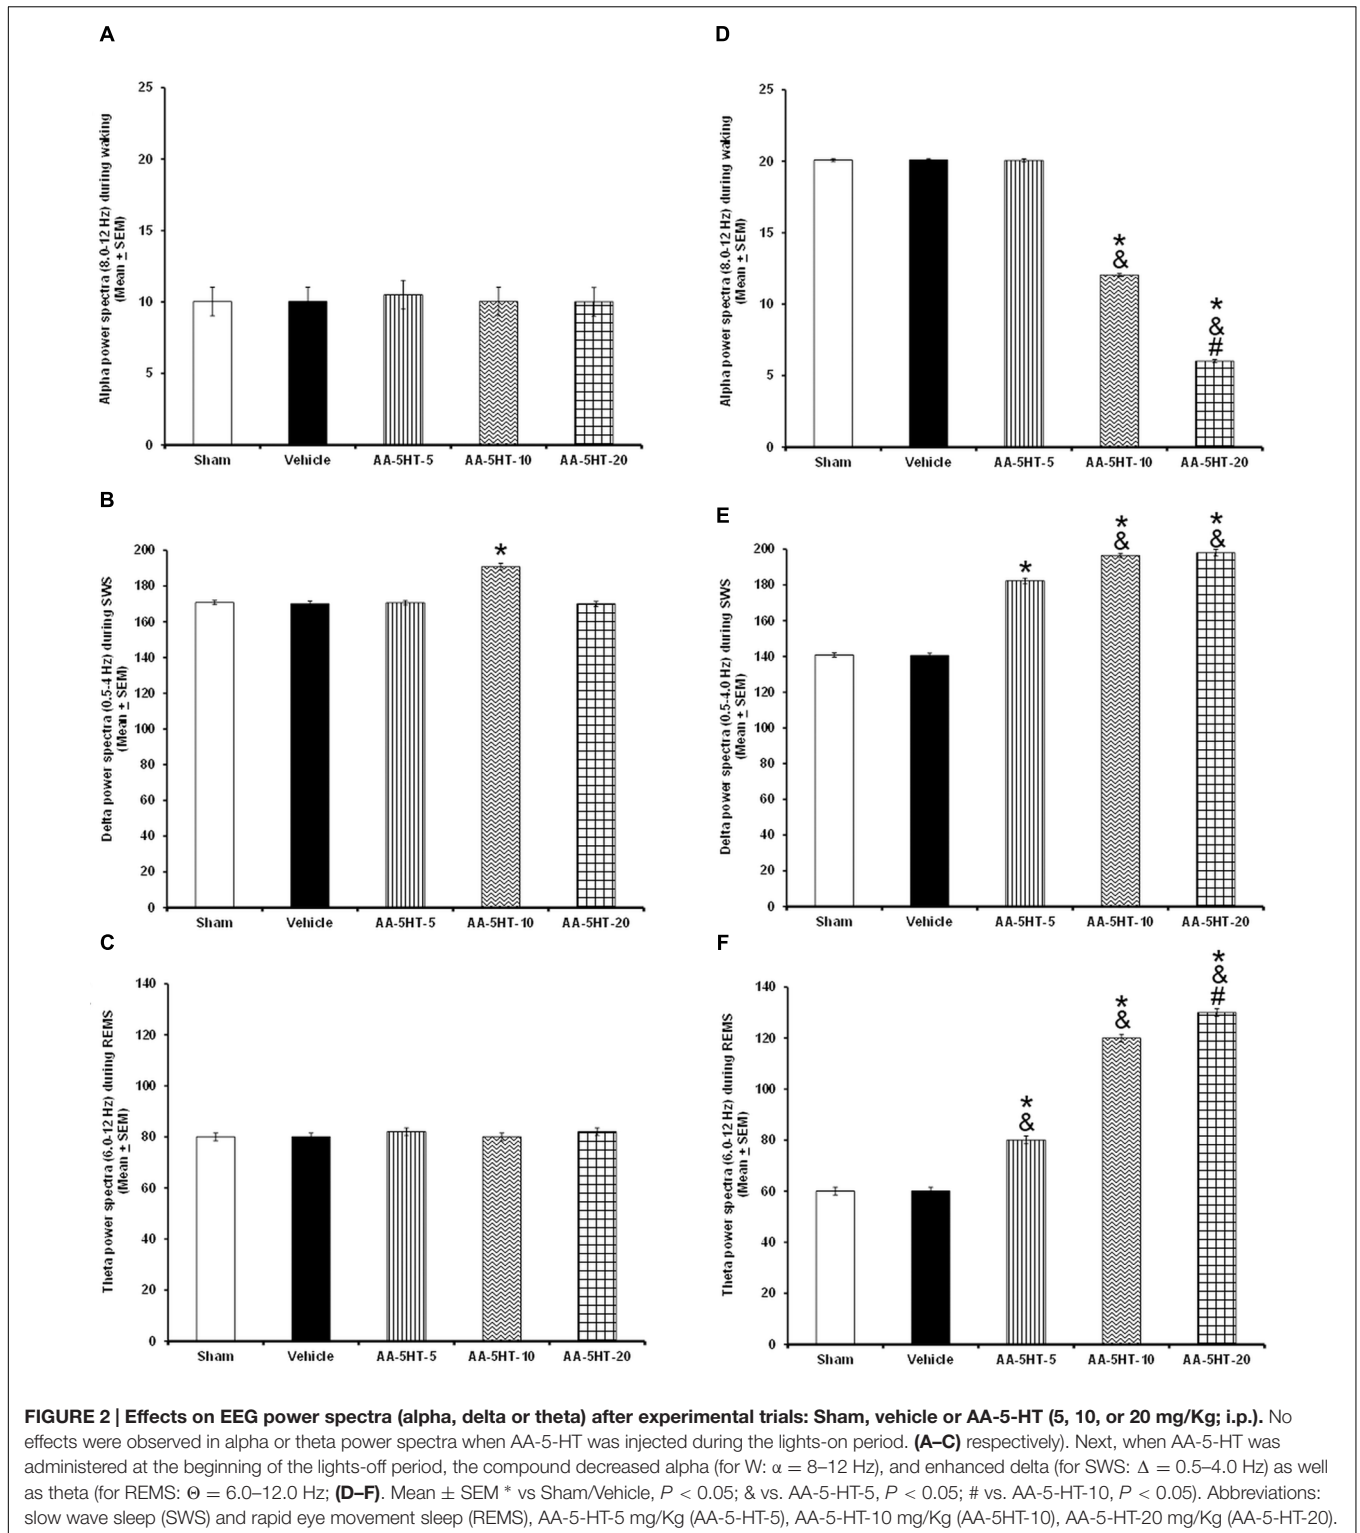 A
25
20
15
10
5
0
Alpha power spectra (8.0-12 Hz) during waking
(Mean ± SEM)
Sham Vehicle AA-5HT-5 AA-5HT-10 AA-5HT-20
D
25
20
15
10
5
0
Alpha power spectra (8.0-12 Hz) during waking
(Mean ± SEM)
*
&
*
&
#
Sham Vehicle AA-5HT-5 AA-5HT-10 AA-5HT-20
B
200
180
160
140
120
100
80
60
40
20
0
Delta power spectra (0.5-4 Hz) during SWS
(Mean ± SEM)
*
Sham Vehicle AA-5HT-5 AA-5HT-10 AA-5HT-20
E
200
180
160
140
120
100
80
60
40
20
0
Delta power spectra (0.5-4.0 Hz) during SWS
(Mean ± SEM)
*
*
&
*
&
Sham Vehicle AA-5HT-5 AA-5HT-10 AA-5HT-20
C
140
120
100
80
60
40
20
0
Theta power spectra (6.0-12 Hz) during REMS
(Mean ± SEM)
Sham Vehicle AA-5HT-5 AA-5HT-10 AA-5HT-20
F
140
120
100
80
60
40
20
0
Theta power spectra (6.0-12 Hz) during REMS
(Mean ± SEM)
*
&
*
&
*
&
#
Sham Vehicle AA-5HT-5 AA-5HT-10 AA-5HT-20
FIGURE 2 | Effects on EEG power spectra (alpha, delta or theta) after experimental trials: Sham, vehicle or AA-5-HT (5, 10, or 20 mg/Kg; i.p.). No
effects were observed in alpha or theta power spectra when AA-5-HT was injected during the lights-on period. (A–C) respectively). Next, when AA-5-HT was
administered at the beginning of the lights-off period, the compound decreased alpha (for W: α = 8–12 Hz), and enhanced delta (for SWS: Δ = 0.5–4.0 Hz) as well
as theta (for REMS: Θ = 6.0–12.0 Hz; (D–F). Mean ± SEM * vs Sham/Vehicle, P < 0.05; & vs. AA-5-HT-5, P < 0.05; # vs. AA-5-HT-10, P < 0.05). Abbreviations:
slow wave sleep (SWS) and rapid eye movement sleep (REMS), AA-5-HT-5 mg/Kg (AA-5HT-5), AA-5-HT-10 mg/Kg (AA-5HT-10), AA-5-HT-20 mg/Kg (AA-5-HT-20).